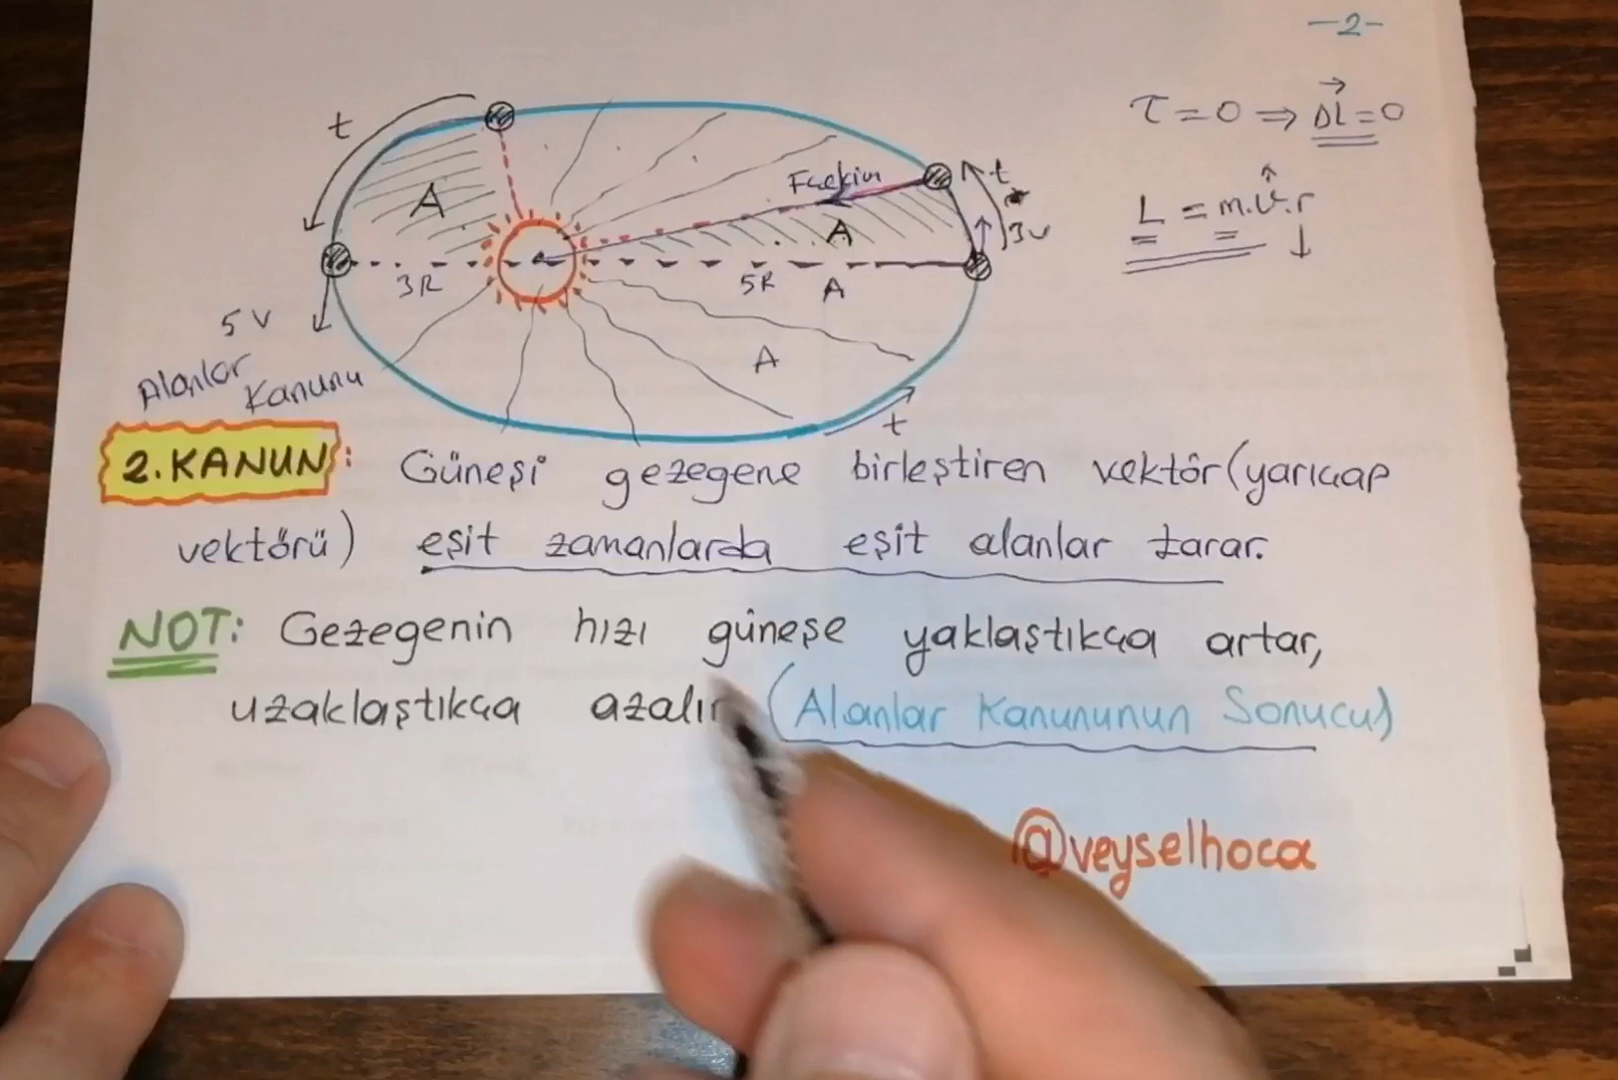 -2-
τ = 0 ⇒ ΔL = 0
L = m.v.r
t
A
Fçekim
t
3v
A
3R
5R
A
5V
Alanlar
Kanunu
A
t
2.KANUN: Güneşi gezegene birleştiren vektör(yarıçap
vektörü) eşit zamanlarda eşit alanlar tarar.
NOT: Gezegenin hızı güneşe yaklaştıkça artar,
uzaklaştıkça azalır (Alanlar Kanununun Sonucu)
@veyselhoca